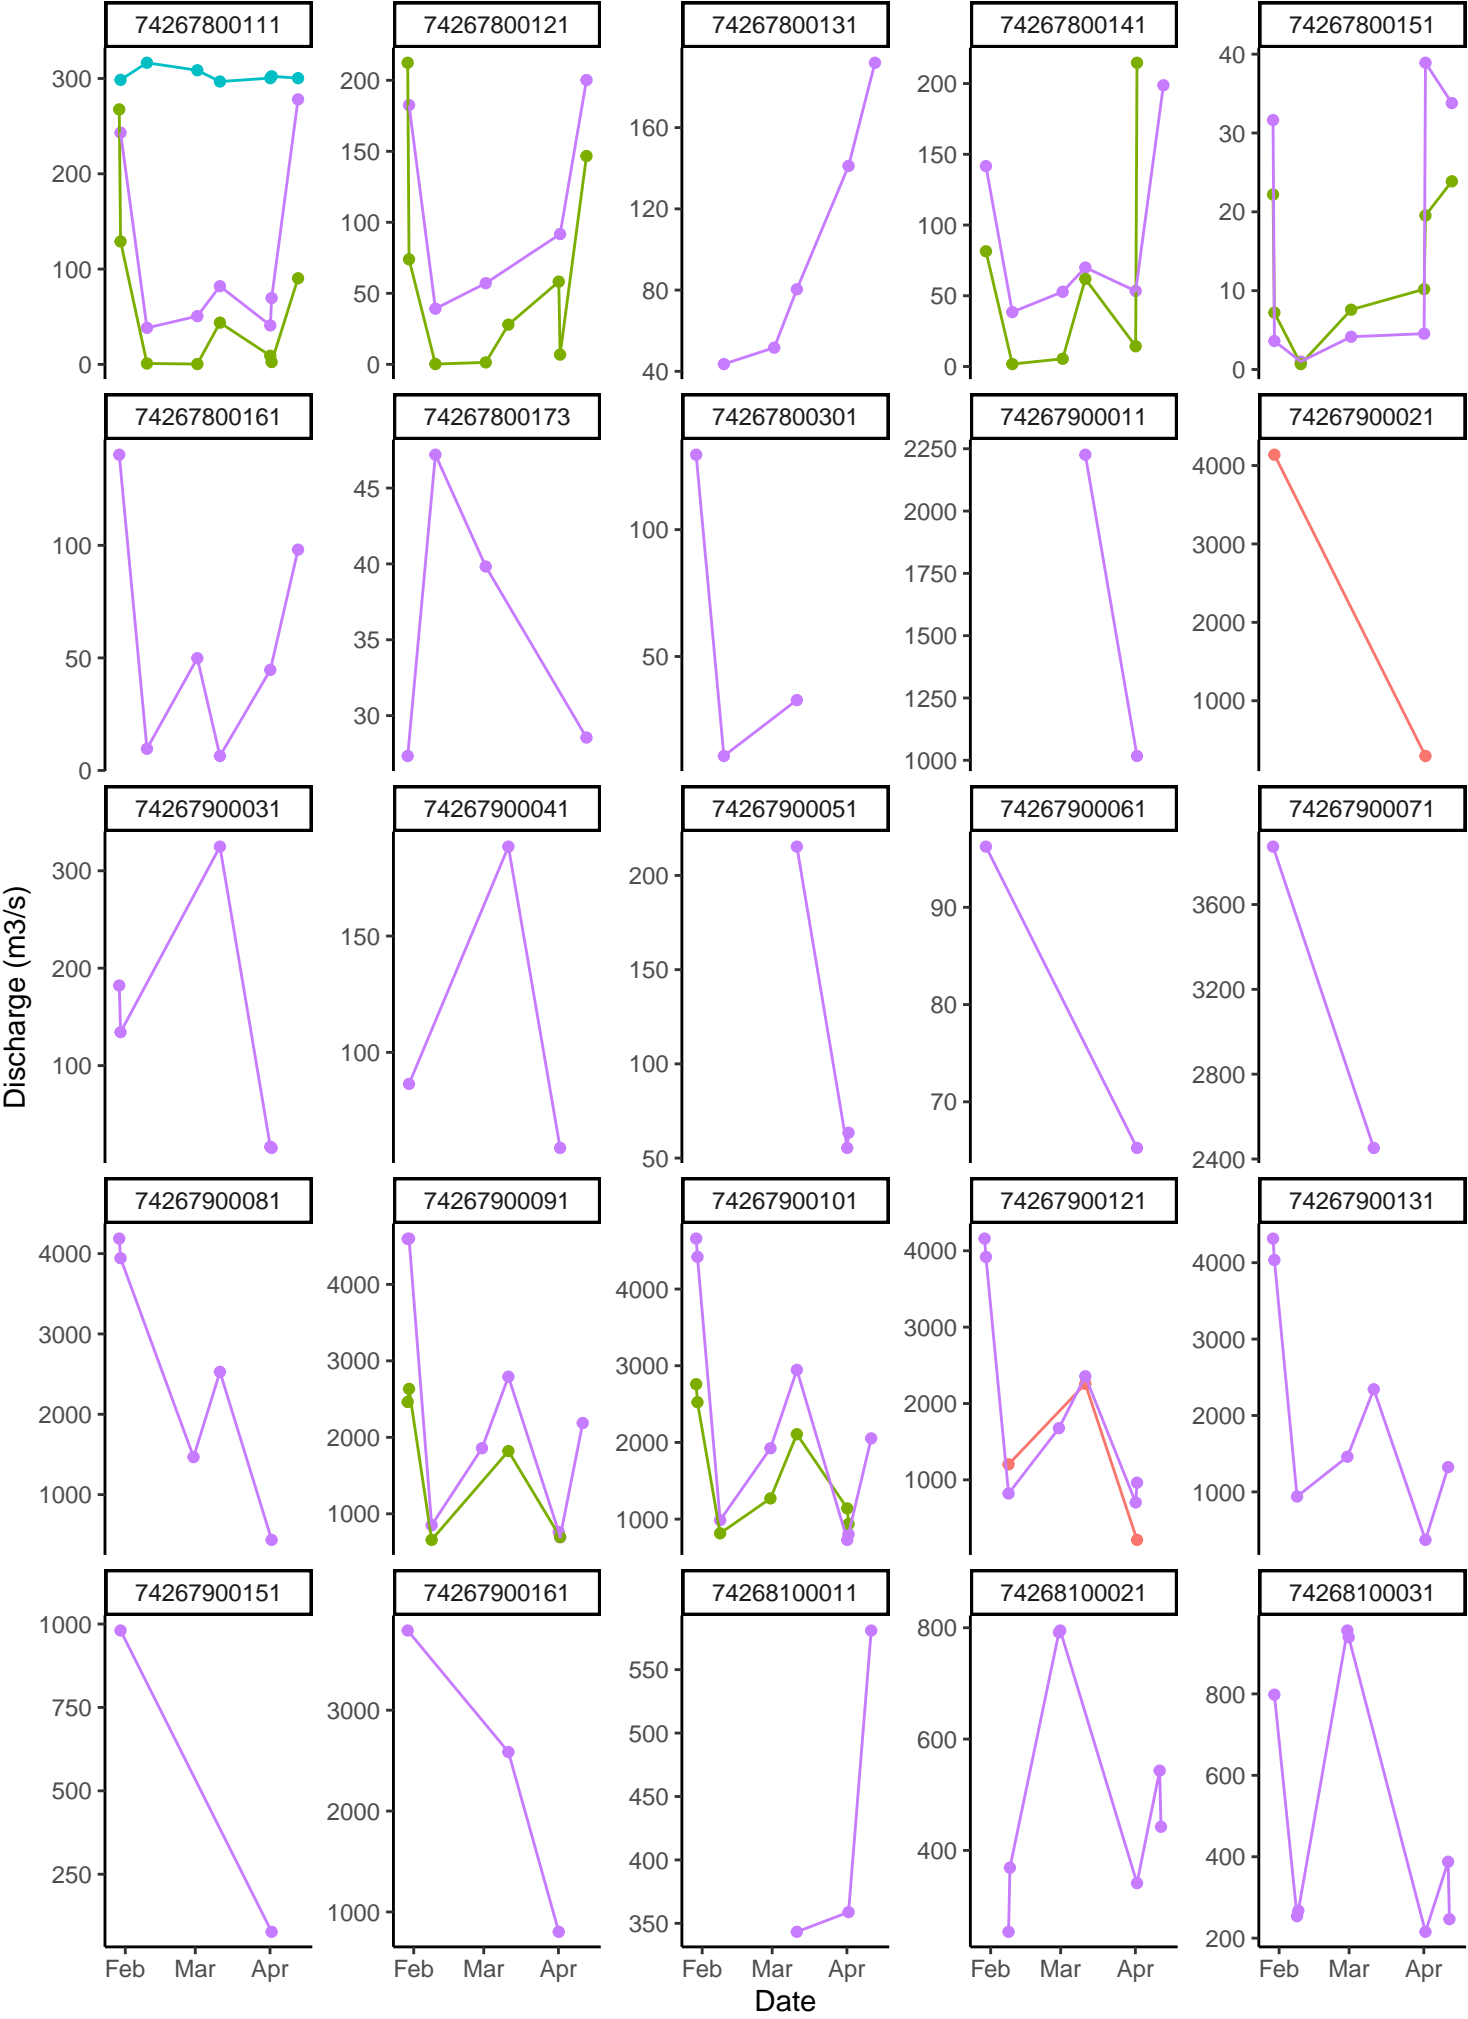 74267800111 74267800121 74267800131 74267800141 74267800151
300 200 160 200 40
200 150 120 150 30
100 100 80 100 20
0 50 40 50 10
0 0 0
74267800161 74267800173 74267800301 74267900011 74267900021
100 45 100 2250 4000
50 40 50 2000 3000
0 35 1750 2000
30 1500 1000
1250
1000
74267900031 74267900041 74267900051 74267900061 74267900071
300 150 200 90 3600
200 100 150 80 3200
100 100 70 2800
50 2400
Discharge (m3/s)
74267900081 74267900091 74267900101 74267900121 74267900131
4000 4000 4000 4000 4000
3000 3000 3000 3000 3000
2000 2000 2000 2000 2000
1000 1000 1000 1000 1000
74267900151 74267900161 74268100011 74268100021 74268100031
1000 3000 550 800 800
750 2000 500 600 600
500 1000 450 400 400
250 400 200
350
Feb Mar Apr Feb Mar Apr Feb Mar Apr Feb Mar Apr Feb Mar Apr
Date